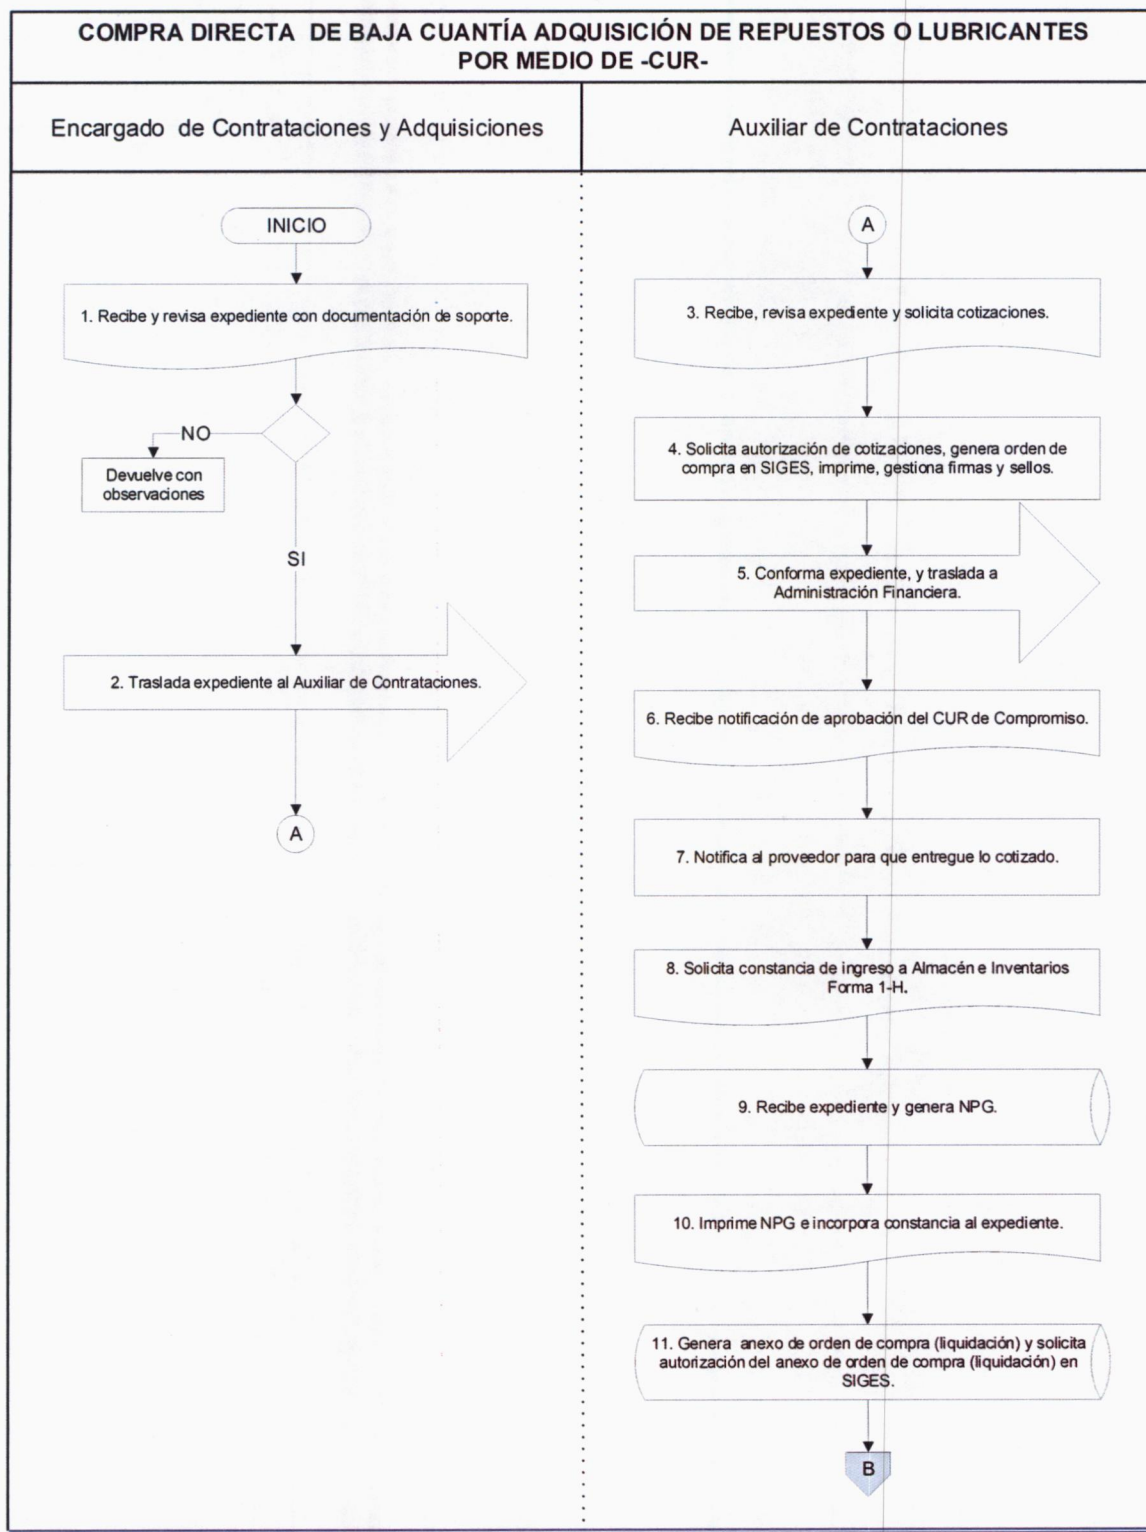 COMPRA DIRECTA DE BAJA CUANTÍA ADQUISICIÓN DE REPUESTOS O LUBRICANTES
POR MEDIO DE -CUR-
Encargado de Contrataciones y Adquisiciones
Auxiliar de Contrataciones
INICIO
1. Recibe y revisa expediente con documentación de soporte.
NO
Devuelve con
observaciones
SI
2. Traslada expediente al Auxiliar de Contrataciones.
A
A
3. Recibe, revisa expediente y solicita cotizaciones.
4. Solicita autorización de cotizaciones, genera orden de
compra en SIGES, imprime, gestiona firmas y sellos.
5. Conforma expediente, y traslada a
Administración Financiera.
6. Recibe notificación de aprobación del CUR de Compromiso.
7. Notifica al proveedor para que entregue lo cotizado.
8. Solicita constancia de ingreso a Almacén e Inventarios
Forma 1-H.
9. Recibe expediente y genera NPG.
10. Imprime NPG e incorpora constancia al expediente.
11. Genera anexo de orden de compra (liquidación) y solicita
autorización del anexo de orden de compra (liquidación) en
SIGES.
B